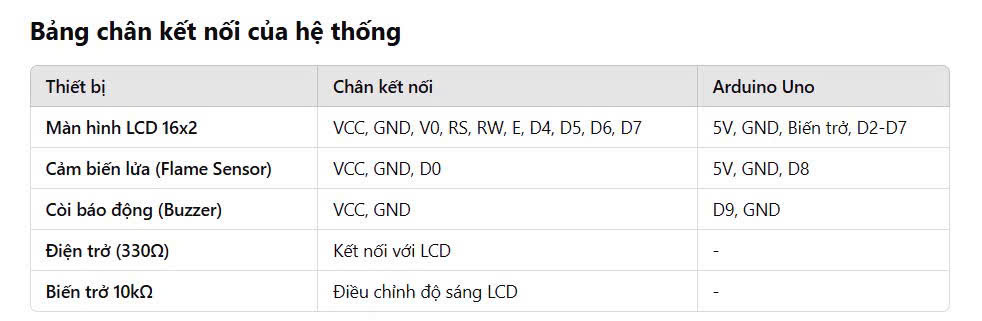 Bảng chân kết nối của hệ thống
Thiết bị Chân kết nối Arduino Uno
Màn hình LCD 16x2 VCC, GND, V0, RS, RW, E, D4, D5, D6, D7 5V, GND, Biến trở, D2-D7
Cảm biến lửa (Flame Sensor) VCC, GND, D0 5V, GND, D8
Còi báo động (Buzzer) VCC, GND D9, GND
Điện trở (330Ω) Kết nối với LCD -
Biến trở 10kΩ Điều chỉnh độ sáng LCD -